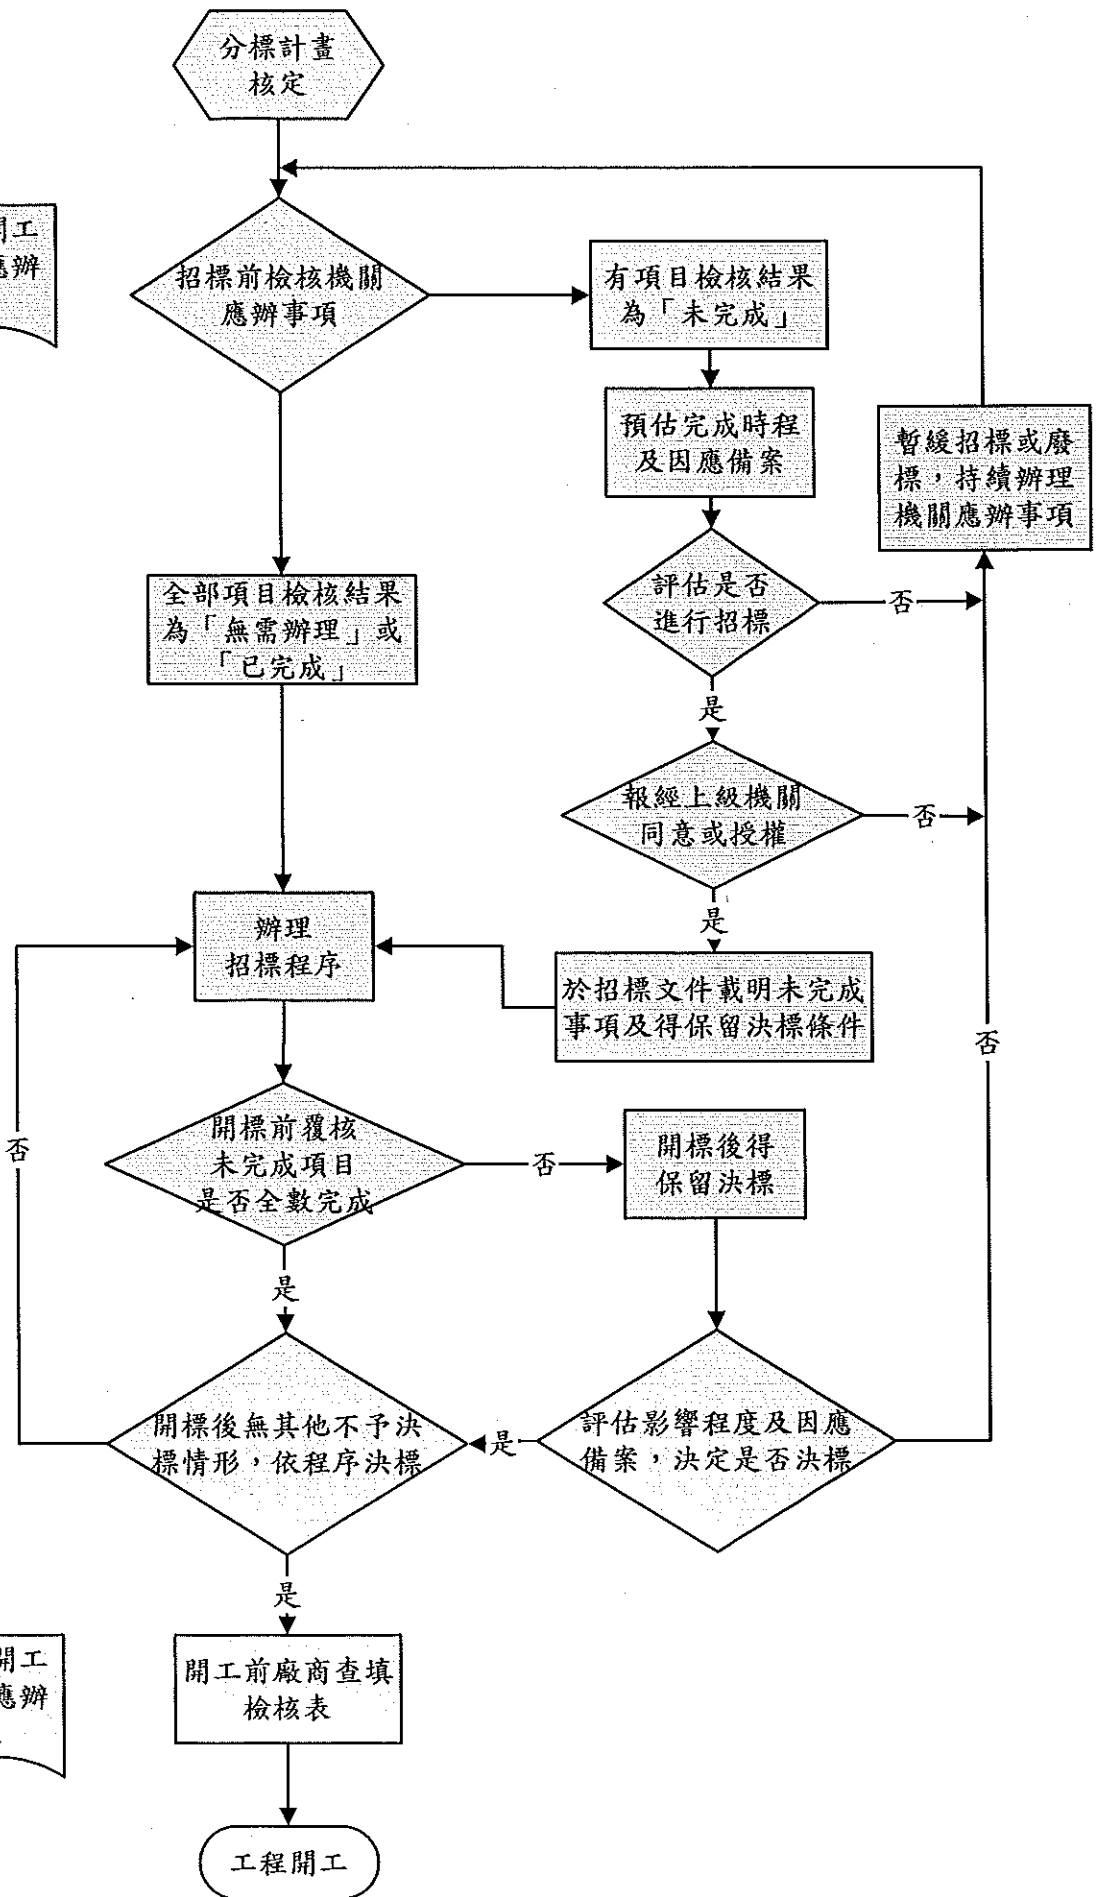 分標計畫
核定
開工
應辦
招標前檢核機關
應辦事項
有項目檢核結果
為「未完成」
預估完成時程
及因應備案
暫緩招標或廢
標，持續辦理
機關應辦事項
評估是否
進行招標
否
是
全部項目檢核結果
為「無需辦理」或
「已完成」
報經上級機關
同意或授權
否
是
辦理
招標程序
於招標文件載明未完成
事項及得保留決標條件
否
開標前覆核
未完成項目
是否全數完成
否
開標後得
保留決標
否
是
開標後無其他不予決
標情形，依程序決標
是
評估影響程度及因應
備案，決定是否決標
是
開工
應辦
開工前廠商查填
檢核表
工程開工